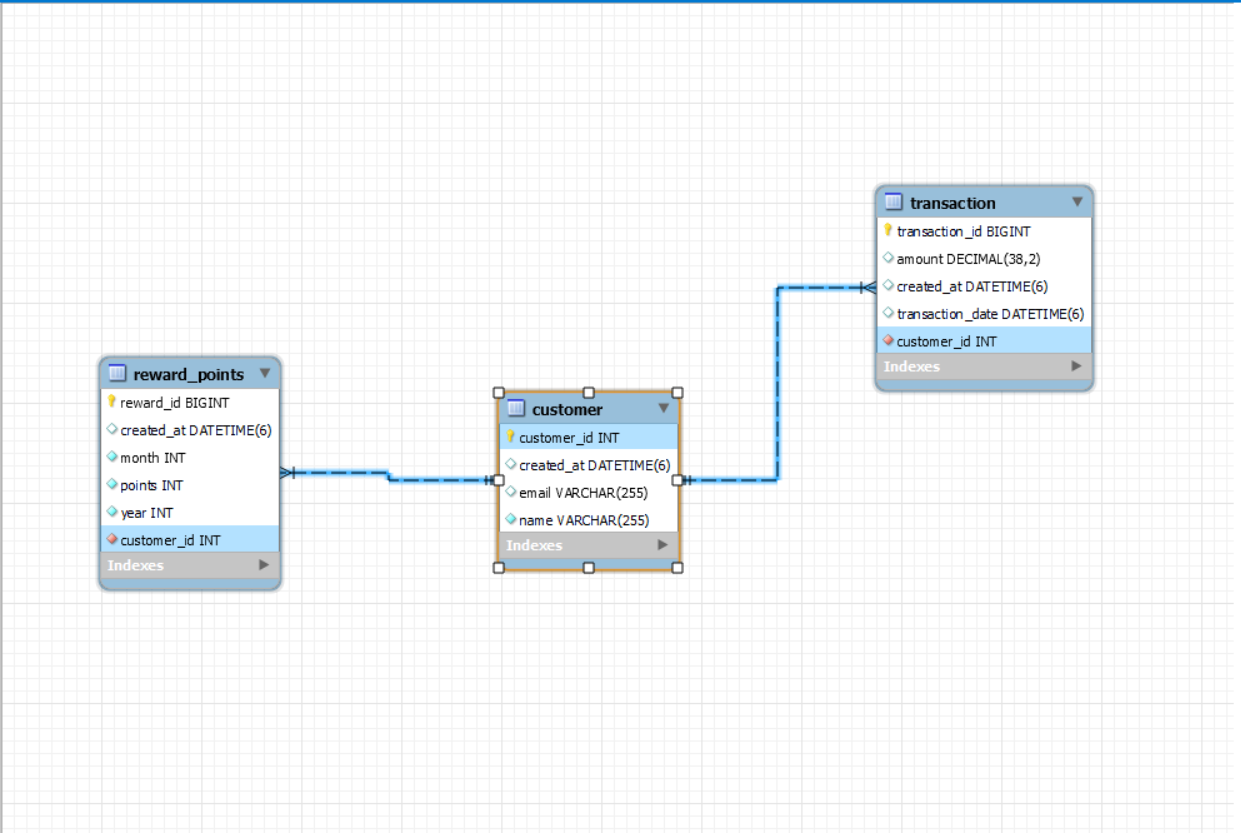 transaction
transaction_id BIGINT
amount DECIMAL(38,2)
created_at DATETIME(6)
transaction_date DATETIME(6)
customer_id INT
Indexes
reward_points
reward_id BIGINT
created_at DATETIME(6)
month INT
points INT
year INT
customer_id INT
Indexes
customer
customer_id INT
created_at DATETIME(6)
email VARCHAR(255)
name VARCHAR(255)
Indexes